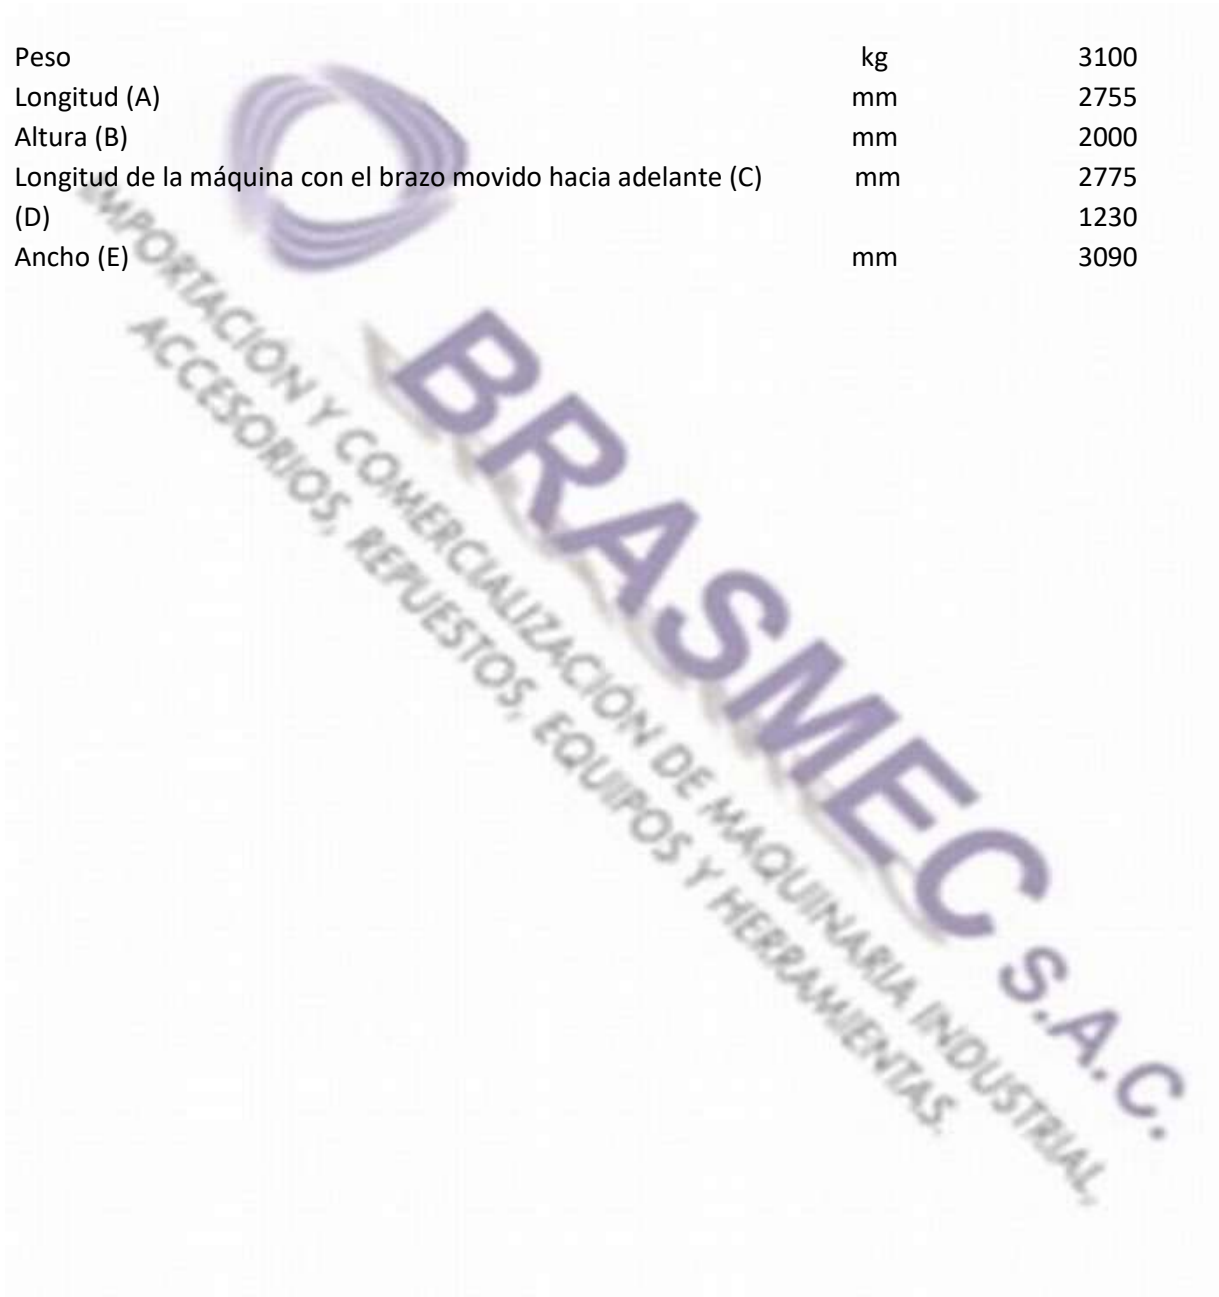 Peso kg 3100
Longitud (A) mm 2755
Altura (B) mm 2000
Longitud de la máquina con el brazo movido hacia adelante (C) mm 2775
(D) 1230
Ancho (E) mm 3090
BRASMEC S.A.C.
IMPORTACIÓN Y COMERCIALIZACIÓN DE MAQUINARIA INDUSTRIAL,
ACCESORIOS, REPUESTOS, EQUIPOS Y HERRAMIENTAS.